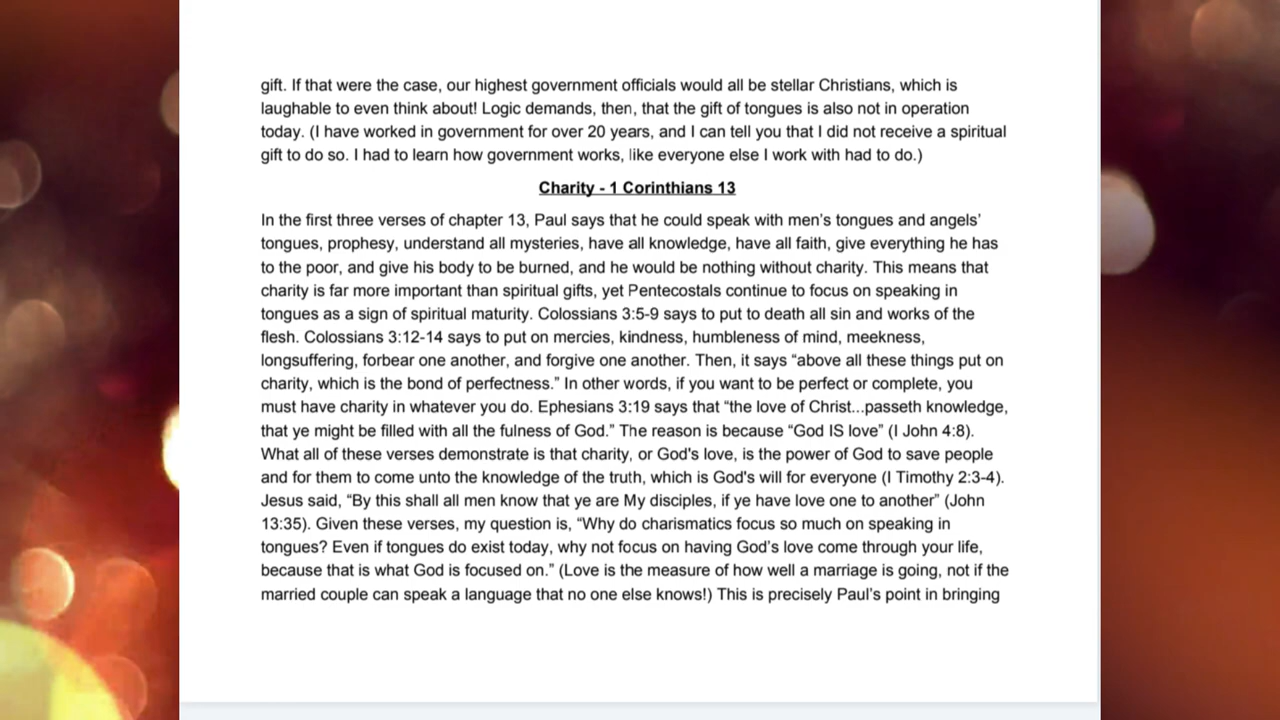 gift. If that were the case, our highest government officials would all be stellar Christians, which is
laughable to even think about! Logic demands, then, that the gift of tongues is also not in operation
today. (I have worked in government for over 20 years, and I can tell you that I did not receive a spiritual
gift to do so. I had to learn how government works, like everyone else I work with had to do.)
Charity - 1 Corinthians 13
In the first three verses of chapter 13, Paul says that he could speak with men's tongues and angels'
tongues, prophesy, understand all mysteries, have all knowledge, have all faith, give everything he has
to the poor, and give his body to be burned, and he would be nothing without charity. This means that
charity is far more important than spiritual gifts, yet Pentecostals continue to focus on speaking in
tongues as a sign of spiritual maturity. Colossians 3:5-9 says to put to death all sin and works of the
flesh. Colossians 3:12-14 says to put on mercies, kindness, humbleness of mind, meekness,
longsuffering, forbear one another, and forgive one another. Then, it says “above all these things put on
charity, which is the bond of perfectness.” In other words, if you want to be perfect or complete, you
must have charity in whatever you do. Ephesians 3:19 says that “the love of Christ...passeth knowledge,
that ye might be filled with all the fulness of God.” The reason is because “God IS love” (I John 4:8).
What all of these verses demonstrate is that charity, or God's love, is the power of God to save people
and for them to come unto the knowledge of the truth, which is God's will for everyone (I Timothy 2:3-4).
Jesus said, “By this shall all men know that ye are My disciples, if ye have love one to another” (John
13:35). Given these verses, my question is, “Why do charismatics focus so much on speaking in
tongues? Even if tongues do exist today, why not focus on having God's love come through your life,
because that is what God is focused on.” (Love is the measure of how well a marriage is going, not if the
married couple can speak a language that no one else knows!) This is precisely Paul's point in bringing